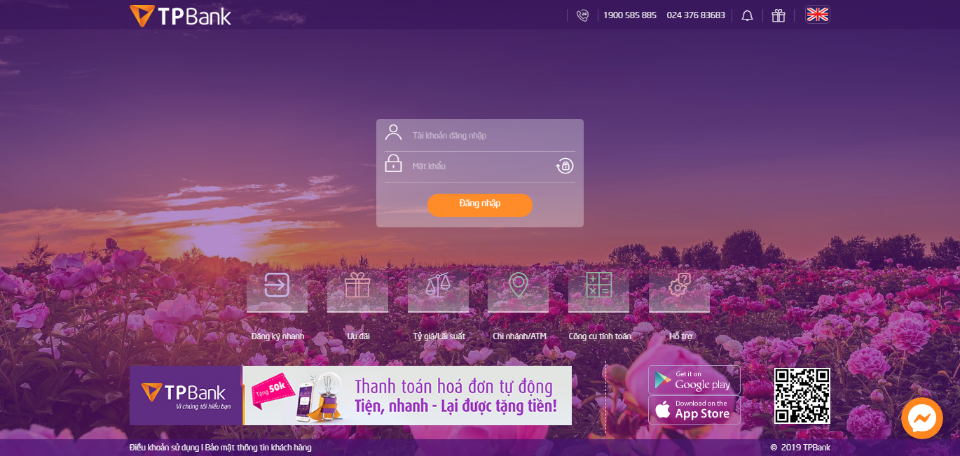 TPBank
1900 585 885
024 376 83683
Tài khoản đăng nhập
Mật khẩu
Đăng nhập
Đăng ký nhanh
Ưu đãi
Tỷ giá/Lãi suất
Chi nhánh/ATM
Công cụ tính toán
Hỗ trợ
TPBank
Vì chúng tôi hiểu bạn
Tặng 50k
Thanh toán hoá đơn tự động
Tiện, nhanh - Lại được tặng tiền!
Get it on
Google play
Download on the
App Store
Điều khoản sử dụng | Bảo mật thông tin khách hàng
© 2019 TPBank